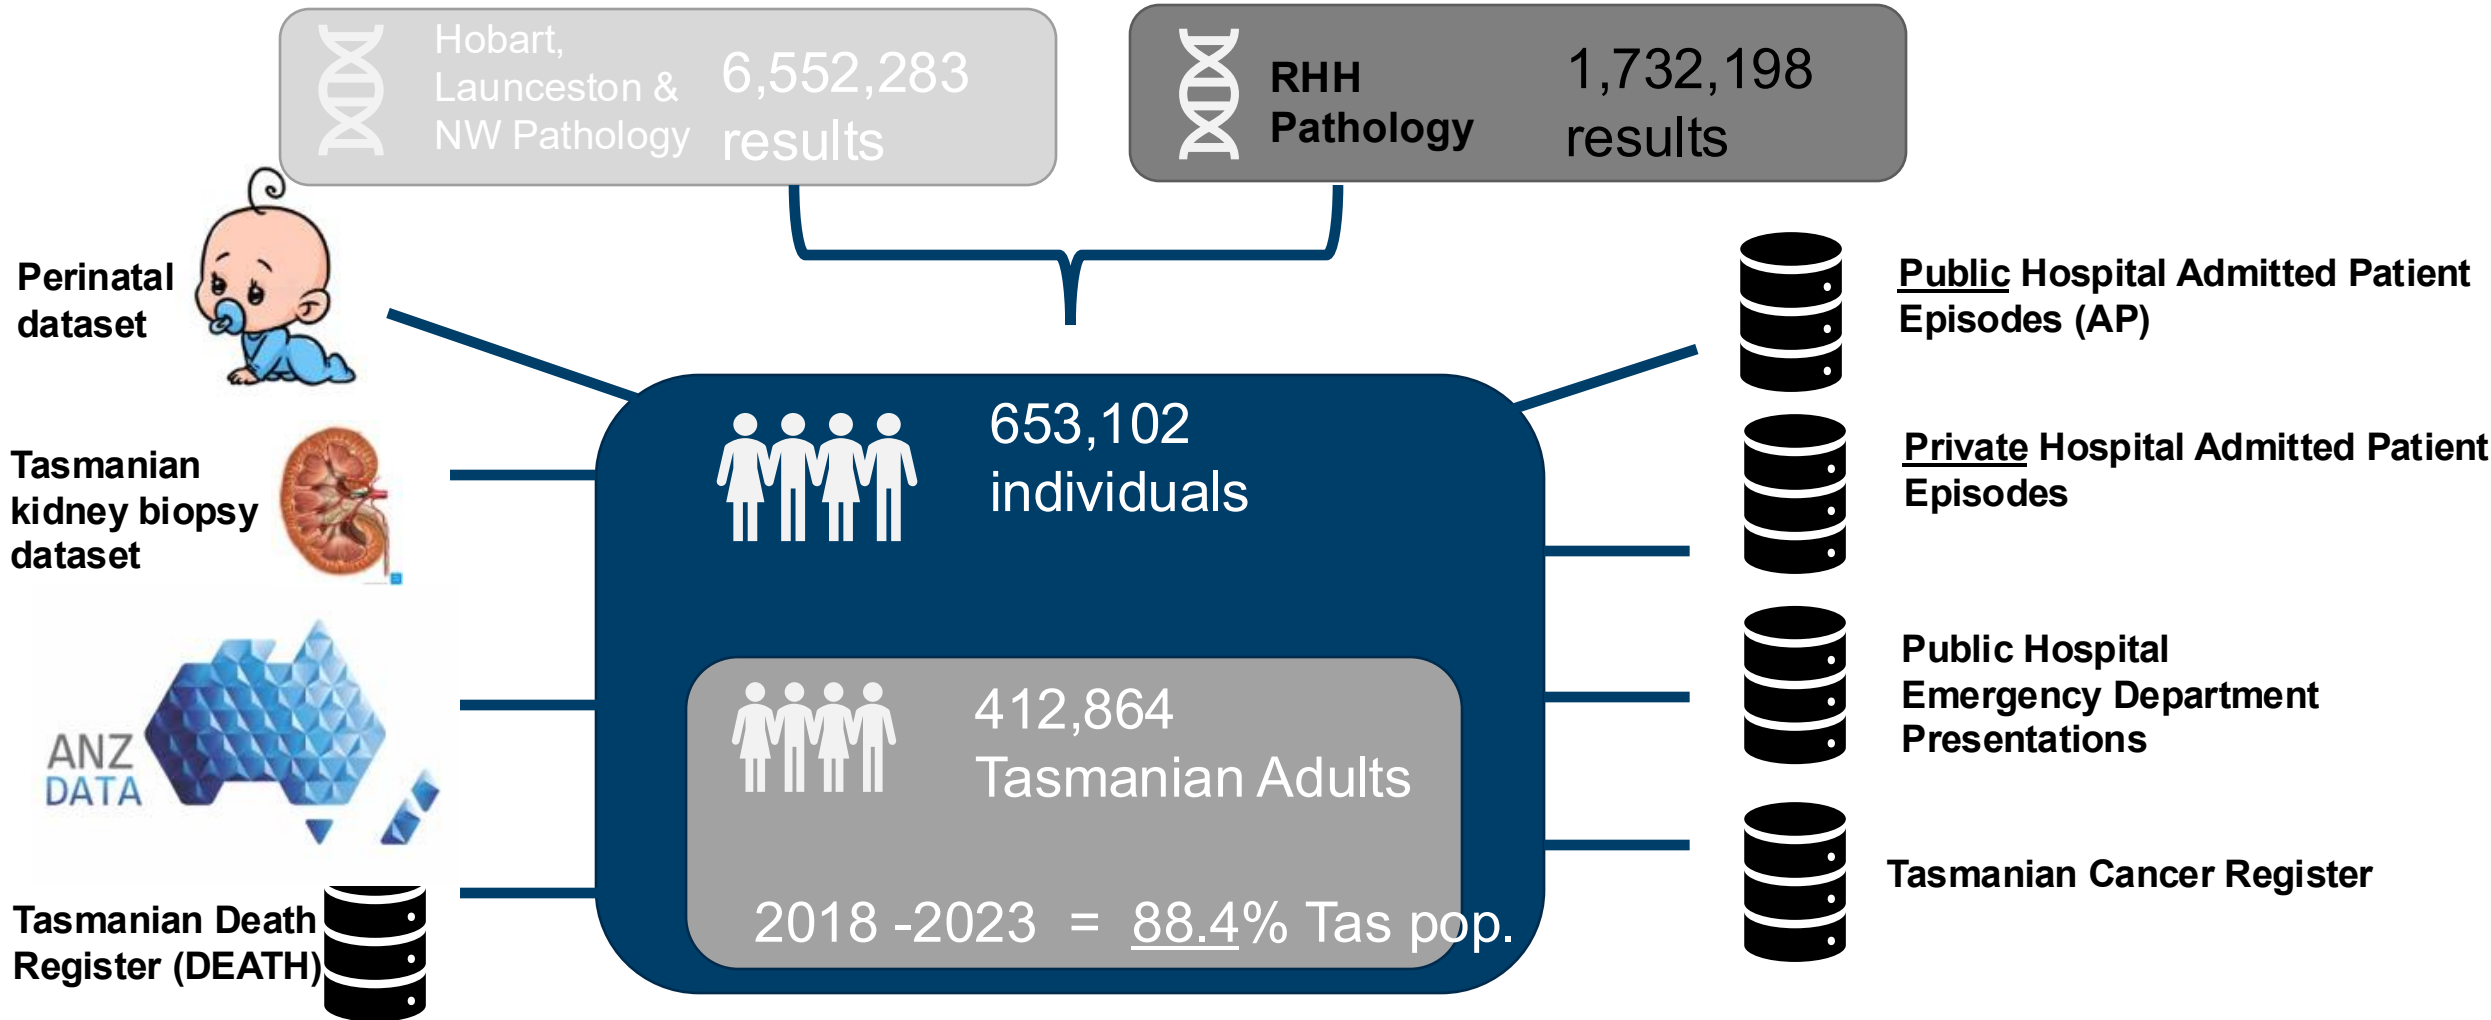 Hobart,
Launceston &
NW Pathology
6,552,283
results
RHH
Pathology
1,732,198
results
Perinatal
dataset
Tasmanian
kidney biopsy
dataset
ANZ
DATA
Tasmanian Death
Register (DEATH)
653,102
individuals
412,864
Tasmanian Adults
2018 -2023 = 88.4% Tas pop.
Public Hospital Admitted Patient
Episodes (AP)
Private Hospital Admitted Patient
Episodes
Public Hospital
Emergency Department
Presentations
Tasmanian Cancer Register